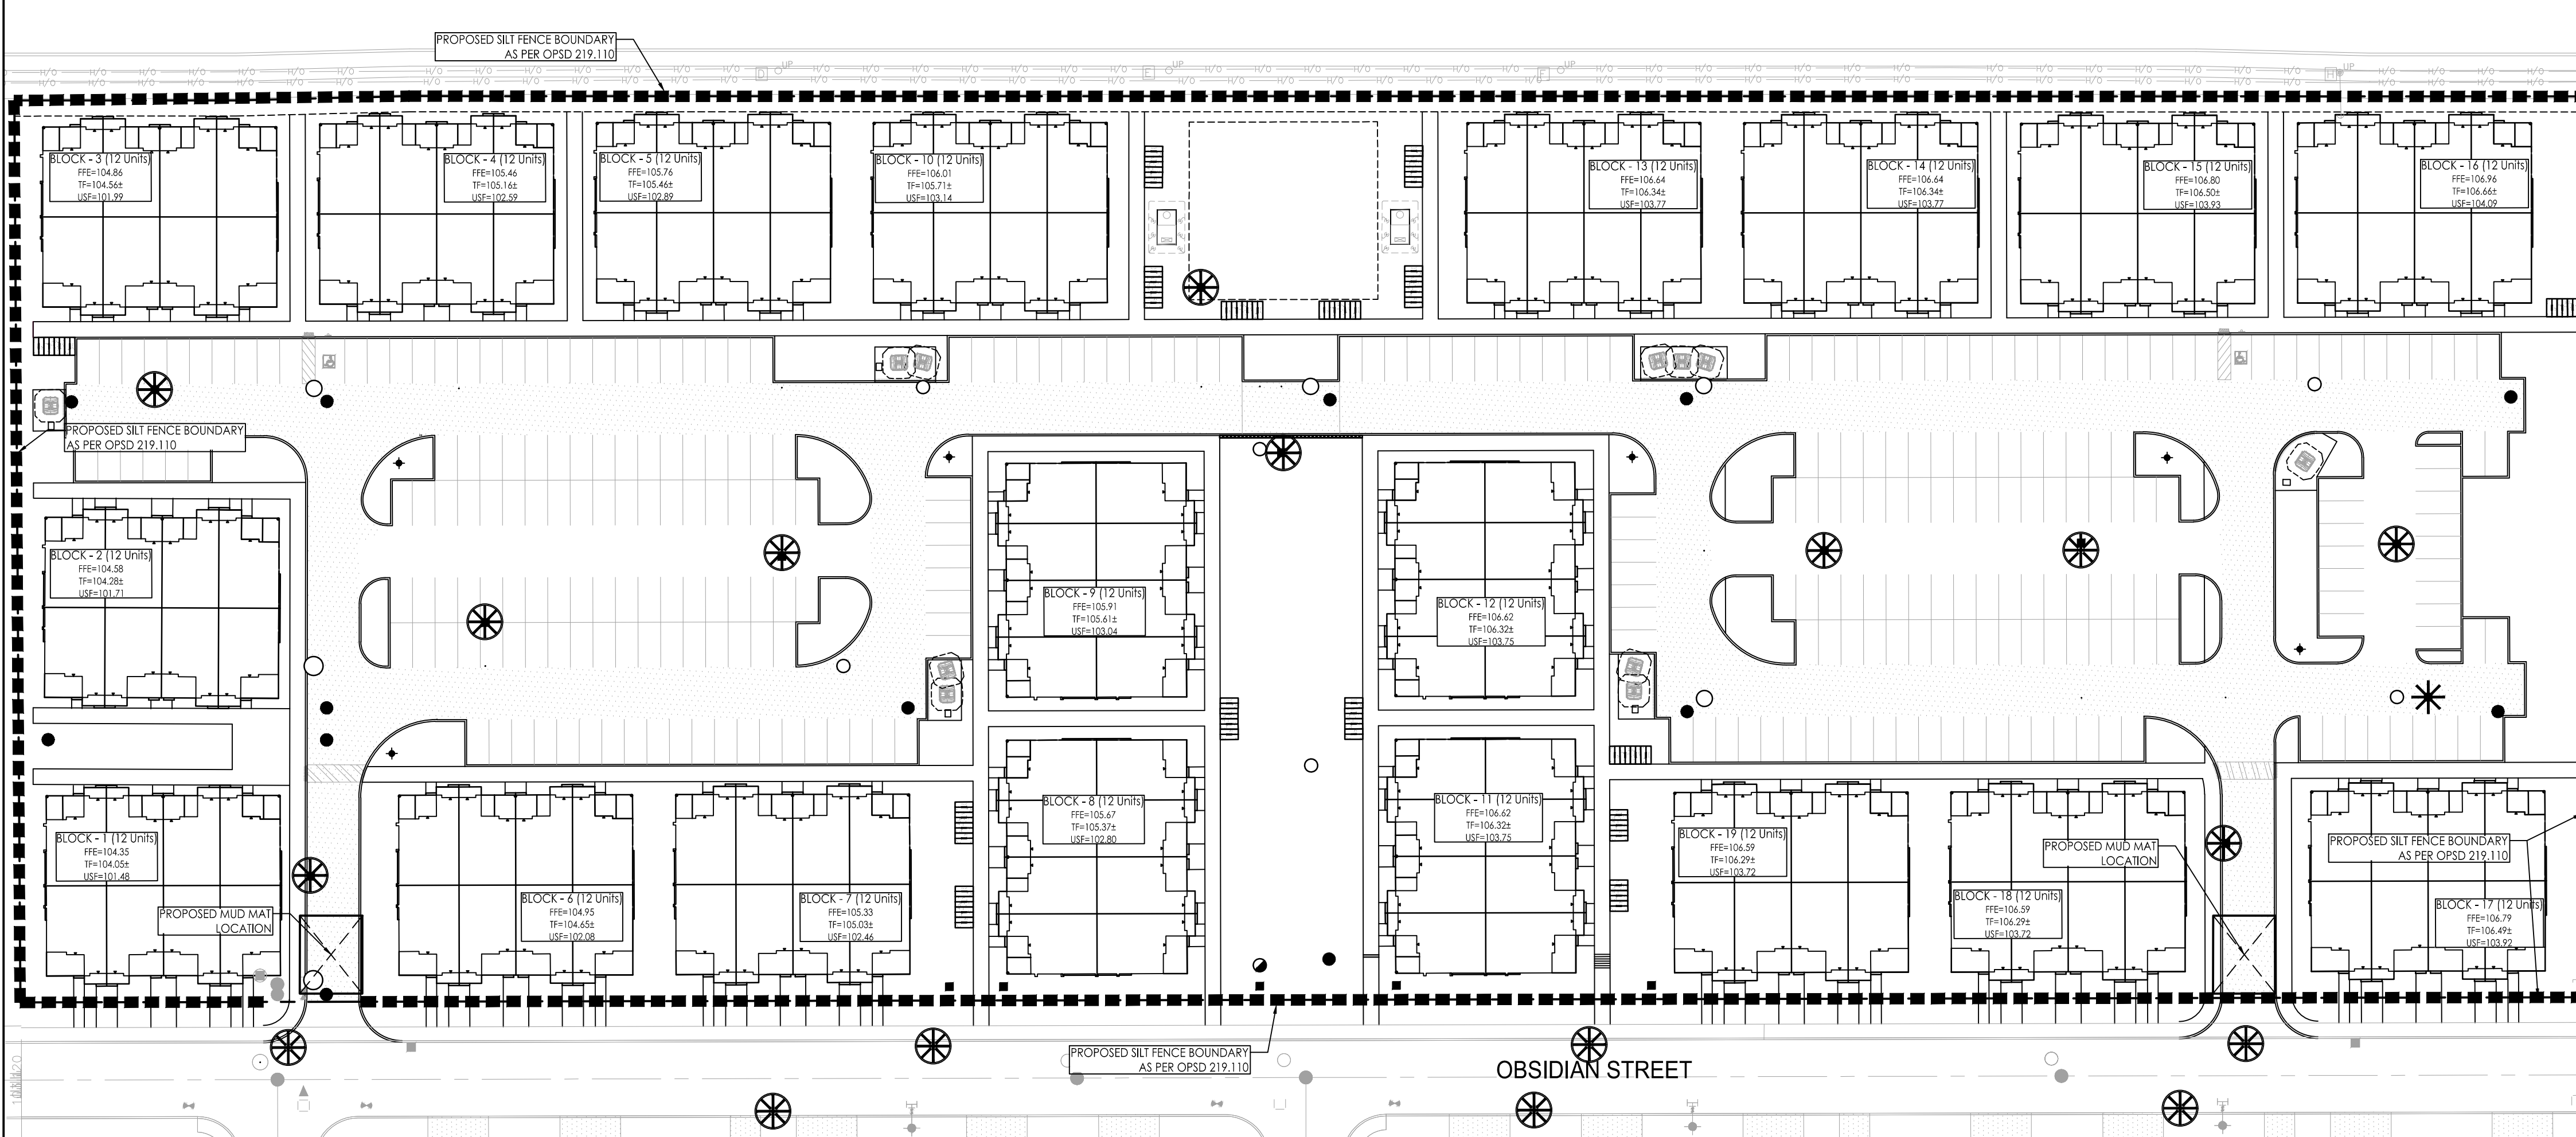 PROPOSED SILT FENCE BOUNDARY
AS PER OPSD 219.110
H/O H/O H/O H/O H/O H/O H/O H/O
UP
D
UP
E
UP
F
UP
H
BLOCK - 3 (12 Units)
FFE=104.86
TF=104.56±
USF=101.99
BLOCK - 4 (12 Units)
FFE=105.46
TF=105.16±
USF=102.59
BLOCK - 5 (12 Units)
FFE=105.76
TF=105.46±
USF=102.89
BLOCK - 10 (12 Units)
FFE=106.01
TF=105.71±
USF=103.14
BLOCK - 13 (12 Units)
FFE=106.64
TF=106.34±
USF=103.77
BLOCK - 14 (12 Units)
FFE=106.64
TF=106.34±
USF=103.77
BLOCK - 15 (12 Units)
FFE=106.80
TF=106.50±
USF=103.93
BLOCK - 16 (12 Units)
FFE=106.96
TF=106.66±
USF=104.09
PROPOSED SILT FENCE BOUNDARY
AS PER OPSD 219.110
BLOCK - 2 (12 Units)
FFE=104.58
TF=104.28±
USF=101.71
BLOCK - 9 (12 Units)
FFE=105.91
TF=105.61±
USF=103.04
BLOCK - 12 (12 Units)
FFE=106.62
TF=106.32±
USF=103.75
BLOCK - 1 (12 Units)
FFE=104.35
TF=104.05±
USF=101.48
BLOCK - 8 (12 Units)
FFE=105.67
TF=105.37±
USF=102.80
BLOCK - 11 (12 Units)
FFE=106.62
TF=106.32±
USF=103.75
BLOCK - 19 (12 Units)
FFE=106.59
TF=106.29±
USF=103.72
PROPOSED MUD MAT
LOCATION
PROPOSED SILT FENCE BOUNDARY
AS PER OPSD 219.110
PROPOSED MUD MAT
LOCATION
BLOCK - 6 (12 Units)
FFE=104.95
TF=104.65±
USF=102.08
BLOCK - 7 (12 Units)
FFE=105.33
TF=105.03±
USF=102.46
BLOCK - 18 (12 Units)
FFE=106.59
TF=106.29±
USF=103.72
BLOCK - 17 (12 Units)
FFE=106.79
TF=106.49±
USF=103.92
PROPOSED SILT FENCE BOUNDARY
AS PER OPSD 219.110
OBSIDIAN STREET